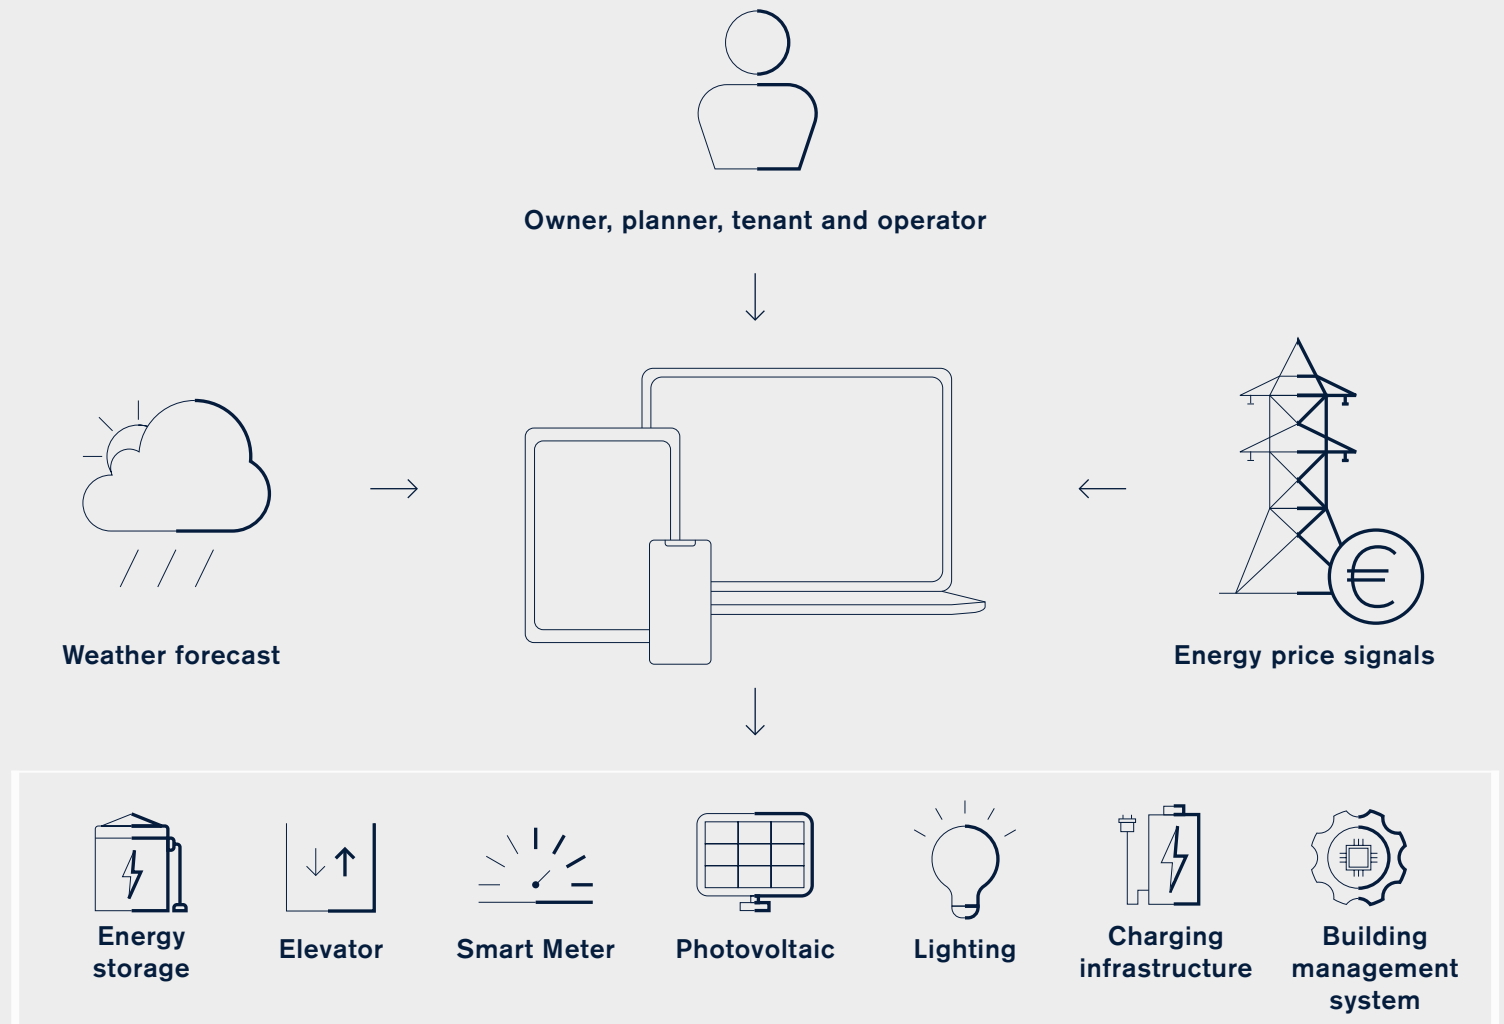 Owner, planner, tenant and operator
Weather forecast
€
Energy price signals
Energy
storage
Elevator
Smart Meter
Photovoltaic
Lighting
Charging
infrastructure
Building
management
system